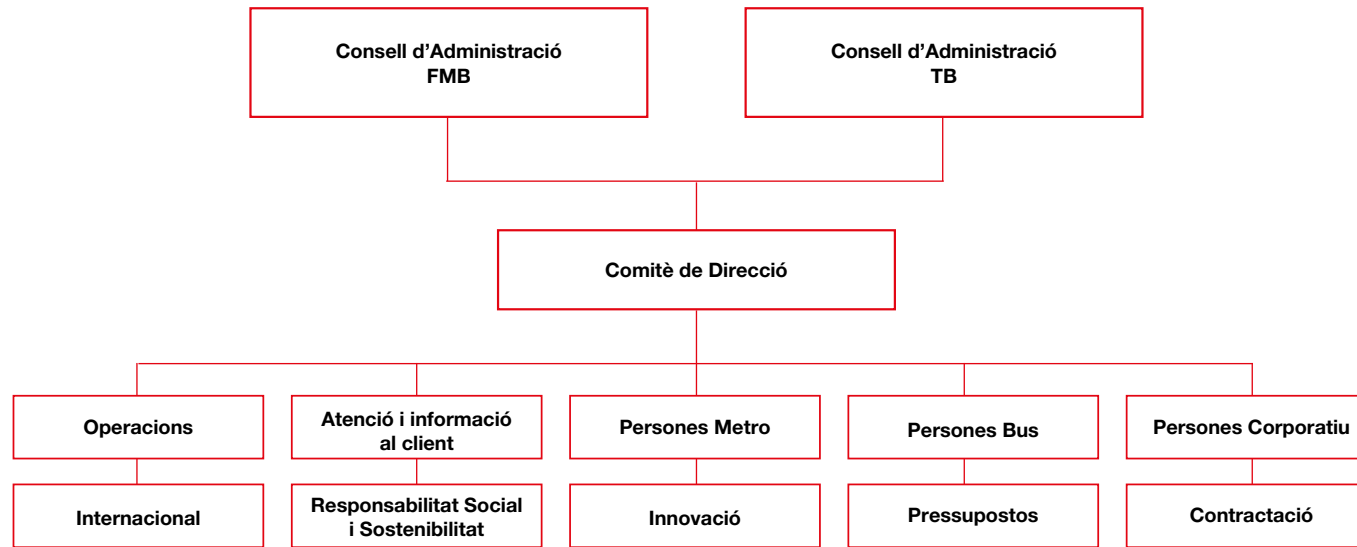 Consell d’Administració
FMB
Consell d’Administració
TB
Comitè de Direcció
Operacions
Atenció i informació
al client
Persones Metro
Persones Bus
Persones Corporatiu
Internacional
Responsabilitat Social
i Sostenibilitat
Innovació
Pressupostos
Contractació